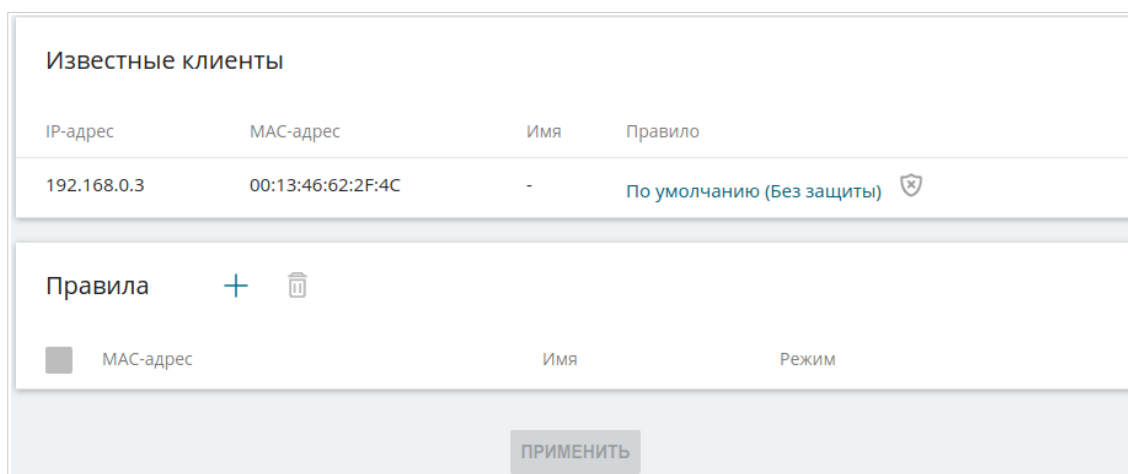 Известные клиенты
IP-адрес MAC-адрес Имя Правило
192.168.0.3 00:13:46:62:2F:4C - По умолчанию (Без защиты)
Правила
MAC-адрес Имя Режим
ПРИМЕНИТЬ